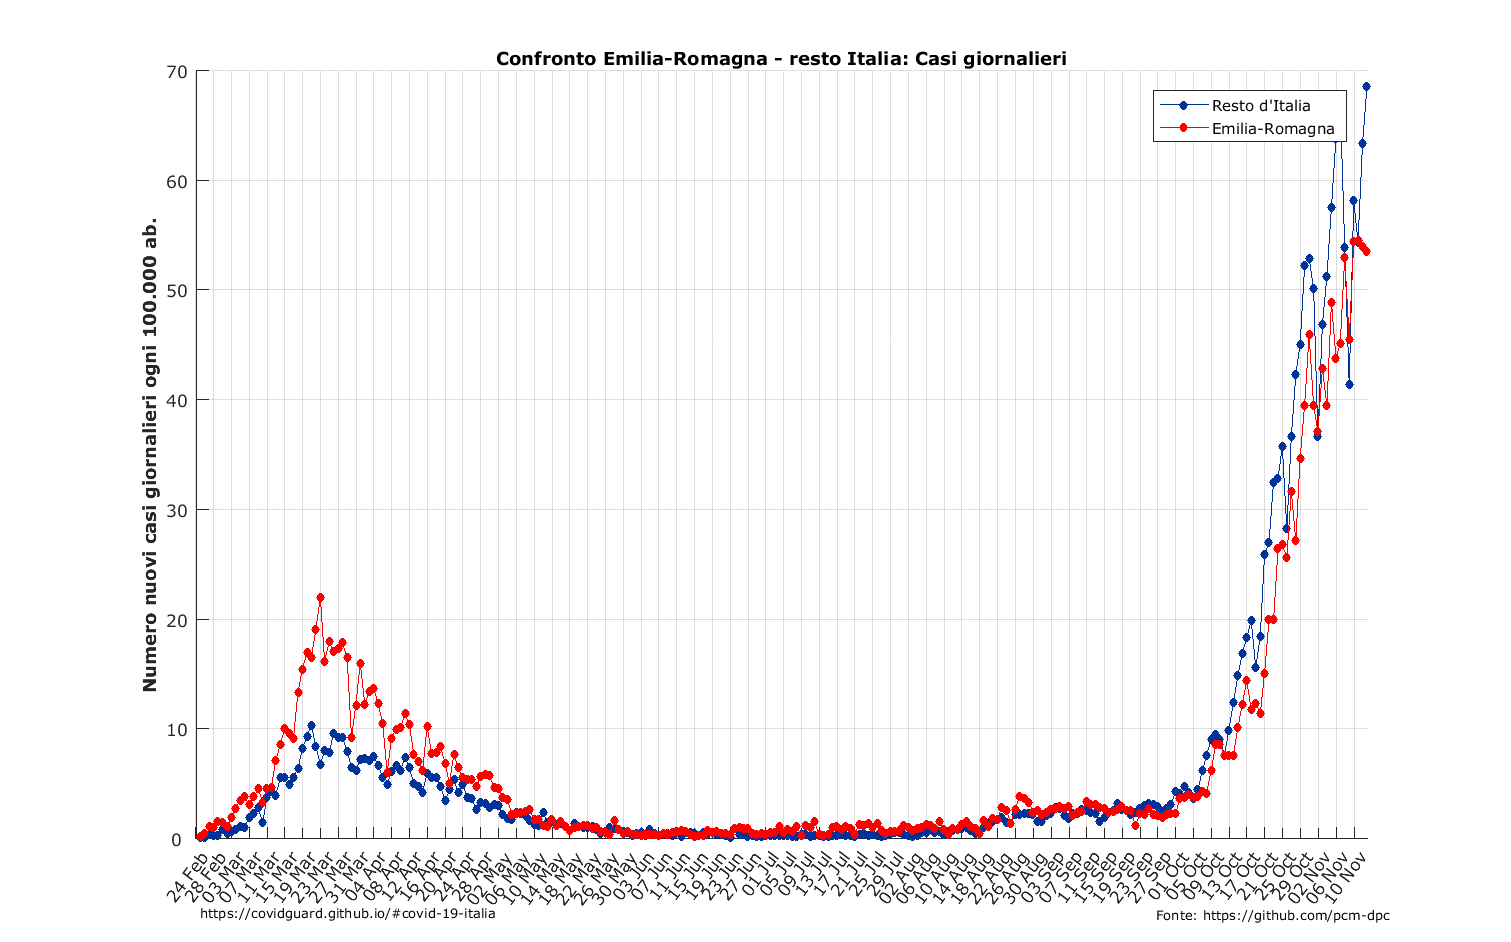 Confronto Emilia-Romagna - resto Italia: Casi giornalieri
Resto d'Italia
Emilia-Romagna
Numero nuovi casi giornalieri ogni 100.000 ab.
70
60
50
40
30
20
10
0
24 Feb
28 Feb
03 Mar
07 Mar
11 Mar
15 Mar
19 Mar
23 Mar
27 Mar
31 Mar
04 Apr
08 Apr
12 Apr
16 Apr
20 Apr
24 Apr
28 Apr
02 May
06 May
10 May
14 May
18 May
22 May
26 May
30 May
03 Jun
07 Jun
11 Jun
15 Jun
19 Jun
23 Jun
27 Jun
01 Jul
05 Jul
09 Jul
13 Jul
17 Jul
21 Jul
25 Jul
29 Jul
02 Aug
06 Aug
10 Aug
14 Aug
18 Aug
22 Aug
26 Aug
30 Aug
03 Sep
07 Sep
11 Sep
15 Sep
19 Sep
23 Sep
27 Sep
01 Oct
05 Oct
09 Oct
13 Oct
17 Oct
21 Oct
25 Oct
29 Oct
02 Nov
06 Nov
10 Nov
https://covidguard.github.io/#covid-19-italia
Fonte: https://github.com/pcm-dpc